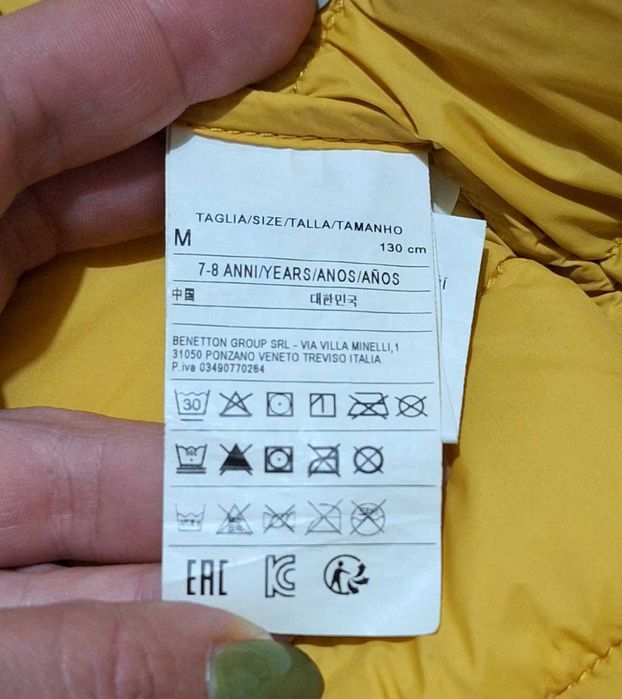 TAGLIA/SIZE/TALLA/TAMANHO
M 130 cm
7-8 ANNI/YEARS/ANOS/AÑOS
中国 대한민국
BENETTON GROUP SRL - VIA VILLA MINELLI,1
31050 PONZANO VENETO TREVISO ITALIA
P.iva 03490770264
30
EAC KC